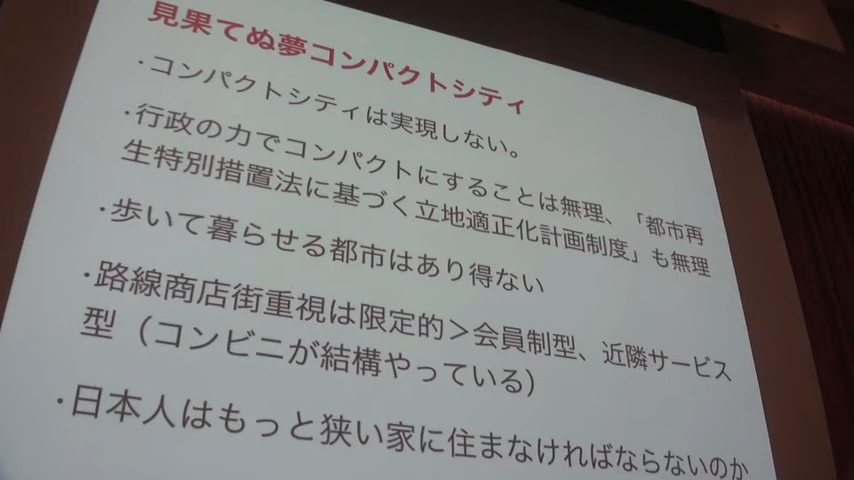 見果てぬ夢コンパクトシティ
・コンパクトシティは実現しない。
・行政の力でコンパクトにすることは無理、「都市再
生特別措置法に基づく立地適正化計画制度」も無理
・歩いて暮らせる都市はあり得ない
・路線商店街重視は限定的＞会員制型、近隣サービス
型（コンビニが結構やっている）
・日本人はもっと狭い家に住まなければならないのか